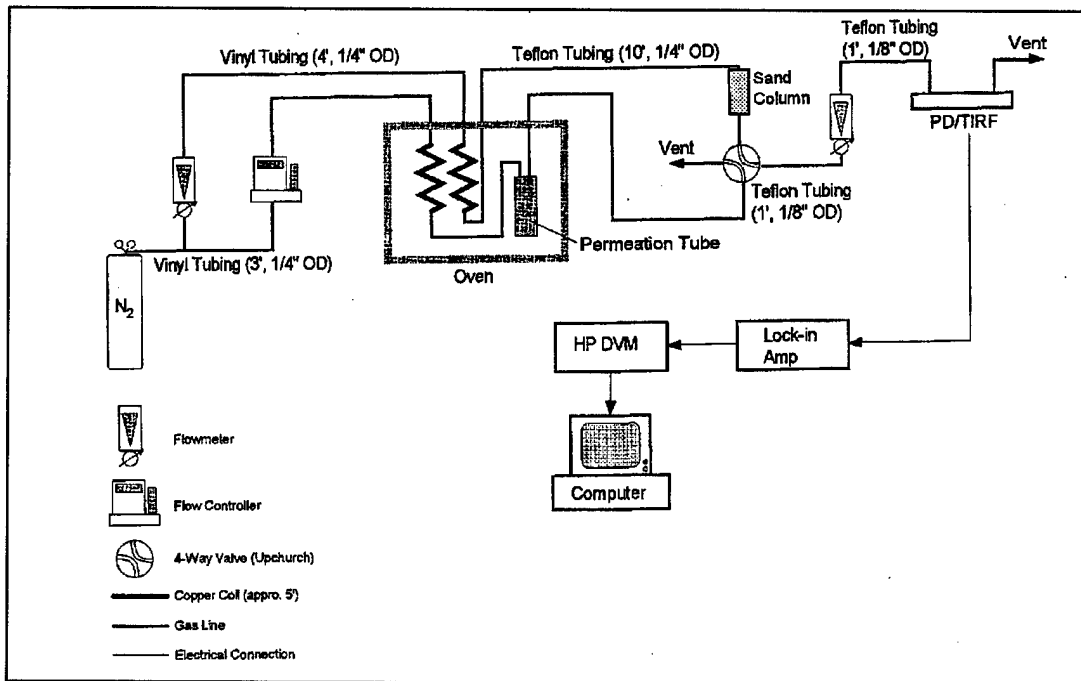 Vinyl Tubing (4', 1/4" OD)
Teflon Tubing (10', 1/4" OD)
Teflon Tubing
(1', 1/8" OD)
Vent
Sand
Column
PD/TIRF
Vent
Teflon Tubing
(1', 1/8" OD)
Permeation Tube
Vinyl Tubing (3', 1/4" OD)
Oven
N2
HP DVM
Lock-in
Amp
Computer
Flowmeter
Flow Controller
4-Way Valve (Upchurch)
Copper Coil (appro. 5')
Gas Line
Electrical Connection